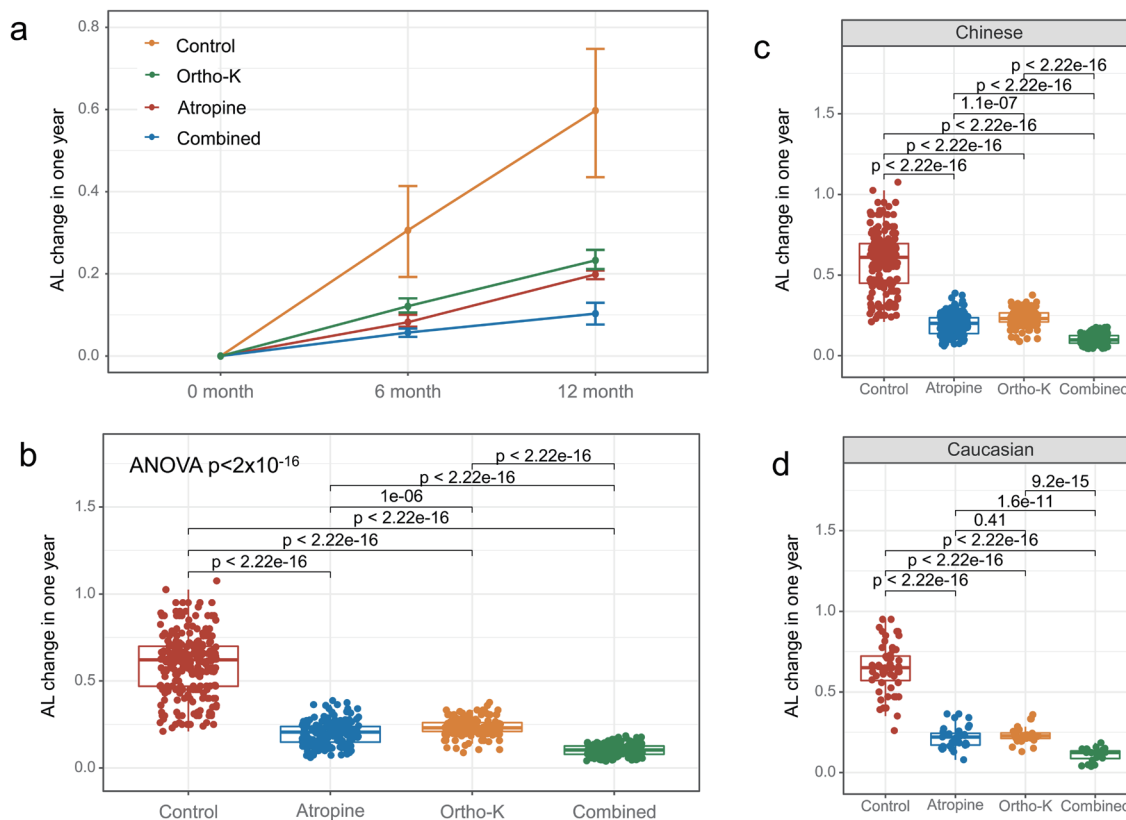 a
AL change in one year
0.8
0.6
0.4
0.2
0.0
Control
Ortho-K
Atropine
Combined
0 month
6 month
12 month
b
AL change in one year
ANOVA p<2x10-16
p < 2.22e-16
p < 2.22e-16
1e-06
p < 2.22e-16
p < 2.22e-16
p < 2.22e-16
1.5
1.0
0.5
0.0
Control
Atropine
Ortho-K
Combined
c
Chinese
AL change in one year
p < 2.22e-16
p < 2.22e-16
1.1e-07
p < 2.22e-16
p < 2.22e-16
p < 2.22e-16
1.5
1.0
0.5
0.0
Control
Atropine
Ortho-K
Combined
d
Caucasian
AL change in one year
9.2e-15
1.6e-11
0.41
p < 2.22e-16
p < 2.22e-16
p < 2.22e-16
1.5
1.0
0.5
0.0
Control
Atropine
Ortho-K
Combined